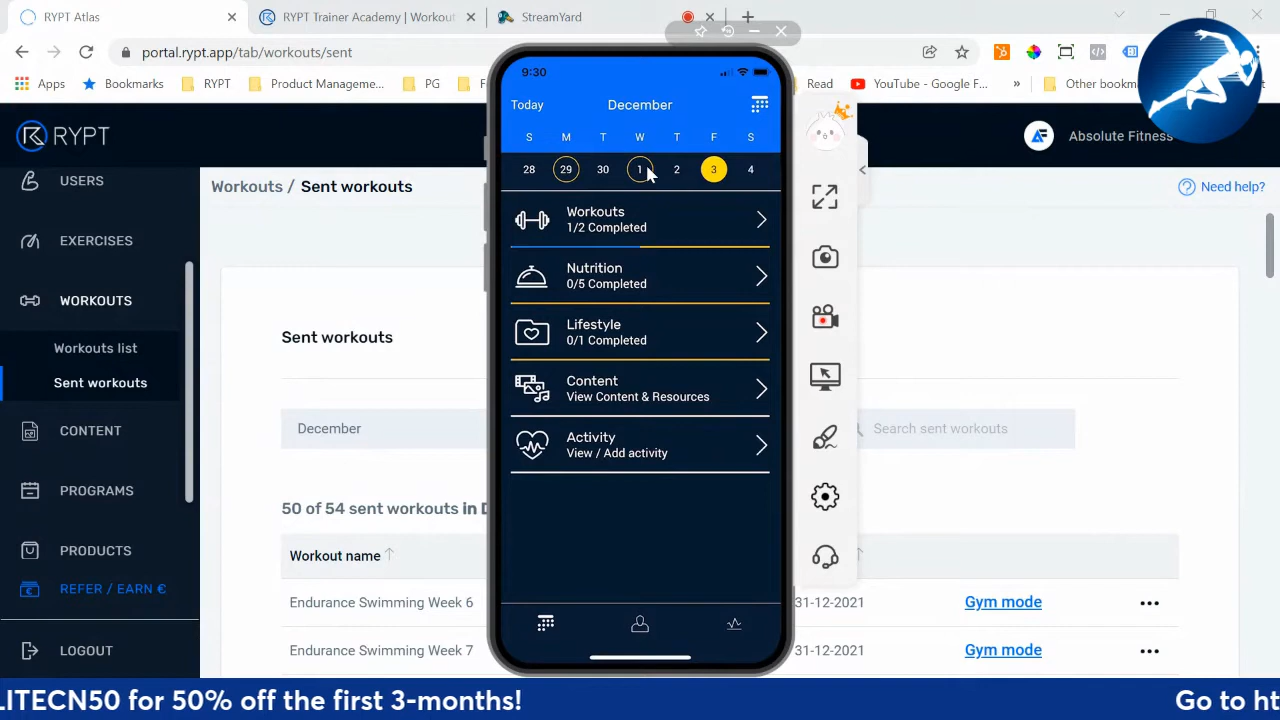 RYPT Atlas
RYPT Trainer Academy | Workout
StreamYard
portal.rypt.app/tab/workouts/sent
Apps
Bookmark
RYPT
Product Manageme...
PG
Read
YouTube - Google F...
»
Other bookmo
RYPT
Absolute Fitness
USERS
EXERCISES
WORKOUTS
Workouts list
Sent workouts
CONTENT
PROGRAMS
PRODUCTS
REFER / EARN €
LOGOUT
Workouts / Sent workouts
Need help?
Sent workouts
December
Search sent workouts
50 of 54 sent workouts in D
Workout name
Endurance Swimming Week 6
31-12-2021
Gym mode
Endurance Swimming Week 7
31-12-2021
Gym mode
9:30
Today
December
S M T W T F S
28 29 30 1 2 3 4
Workouts
1/2 Completed
Nutrition
0/5 Completed
Lifestyle
0/1 Completed
Content
View Content & Resources
Activity
View / Add activity
LITECN50 for 50% off the first 3-months!
Go to ht